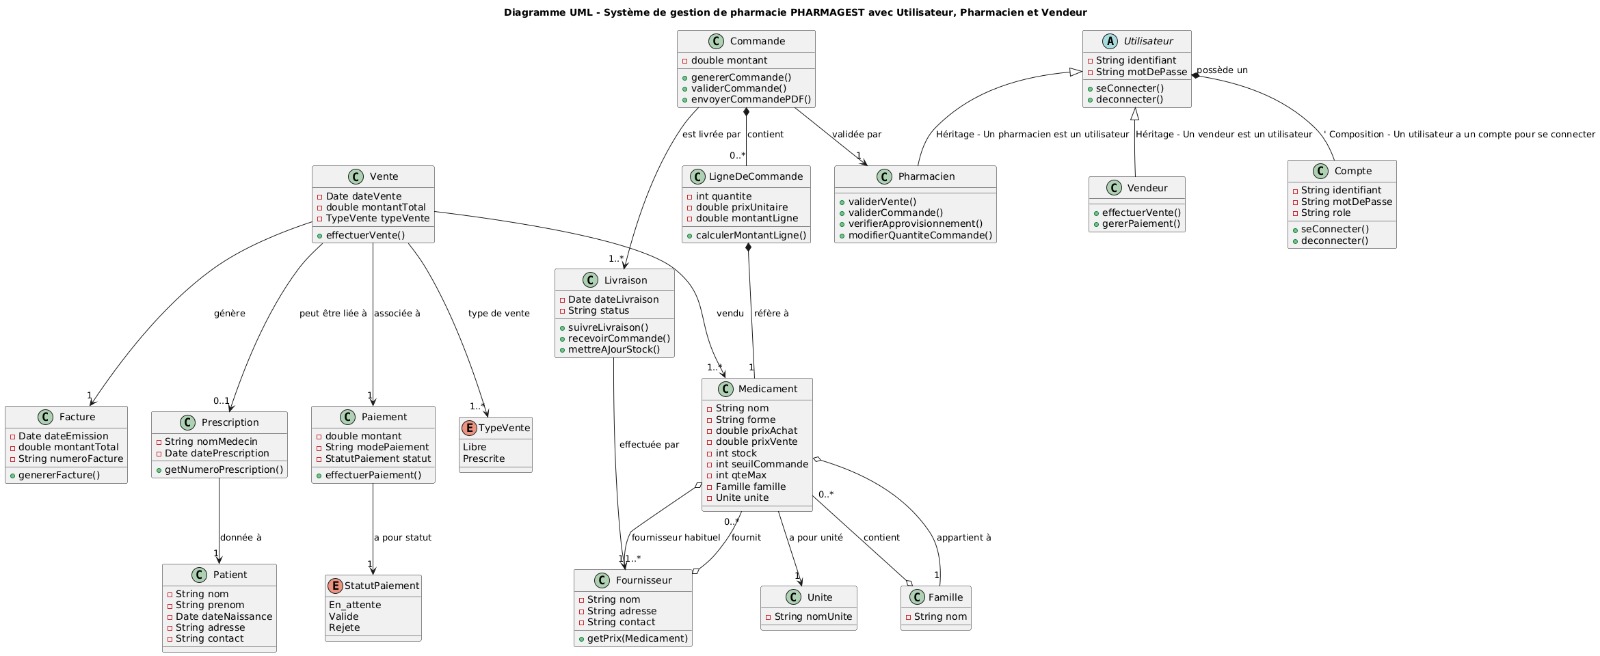 Diagramme UML - Système de gestion de pharmacie PHARMAGEST avec Utilisateur, Pharmacien et Vendeur
C Commande
double montant
genererCommande()
validerCommande()
envoyerCommandePDF()
A Utilisateur
String identifiant
String motDePasse
seConnecter()
deconnecter()
possède un
est livrée par
contient
0..*
validée par
1
Héritage - Un pharmacien est un utilisateur
Héritage - Un vendeur est un utilisateur
' Composition - Un utilisateur a un compte pour se connecter
C Vente
Date dateVente
double montantTotal
TypeVente typeVente
effectuerVente()
C LigneDeCommande
int quantite
double prixUnitaire
double montantLigne
calculerMontantLigne()
C Pharmacien
validerVente()
validerCommande()
verifierApprovisionnement()
modifierQuantiteCommande()
C Vendeur
effectuerVente()
gererPaiement()
C Compte
String identifiant
String motDePasse
String role
seConnecter()
deconnecter()
1..*
C Livraison
Date dateLivraison
String status
suivreLivraison()
recevoirCommande()
mettreAJourStock()
génère
1
peut être liée à
0..1
associée à
1
type de vente
1..*
vendu
1..*
réfère à
1
C Facture
Date dateEmission
double montantTotal
String numeroFacture
genererFacture()
C Prescription
String nomMedecin
Date datePrescription
getNumeroPrescription()
C Paiement
double montant
String modePaiement
StatutPaiement statut
effectuerPaiement()
E TypeVente
Libre
Prescrite
effectuée par
C Medicament
String nom
String forme
double prixAchat
double prixVente
int stock
int seuilCommande
int qteMax
Famille famille
Unite unite
donnée à
1
a pour statut
1
fournisseur habituel
1
1..*
0..*
fournit
a pour unité
1
0..*
contient
appartient à
1
C Patient
String nom
String prenom
Date dateNaissance
String adresse
String contact
E StatutPaiement
En_attente
Valide
Rejete
C Fournisseur
String nom
String adresse
String contact
getPrix(Medicament)
C Unite
String nomUnite
C Famille
String nom